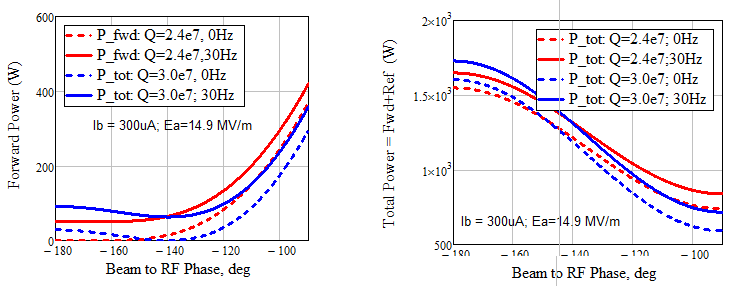 600
400
200
0
Forward Power (W)
P_fwd: Q=2.4e7, 0Hz
P_fwd: Q=2.4e7,30Hz
P_tot: Q=3.0e7, 0Hz
P_tot: Q=3.0e7; 30Hz
Ib = 300uA; Ea=14.9 MV/m
−180 −160 −140 −120 −100
Beam to RF Phase, deg
2×10³
1.5×10³
1×10³
500
Total Power = Fwd+Ref (W)
P_tot: Q=2.4e7; 0Hz
P_tot: Q=2.4e7;30Hz
P_tot: Q=3.0e7; 0Hz
P_tot: Q=3.0e7; 30Hz
Ib = 300uA; Ea=14.9 MV/m
−180 −160 −140 −120 −100
Beam to RF Phase, deg